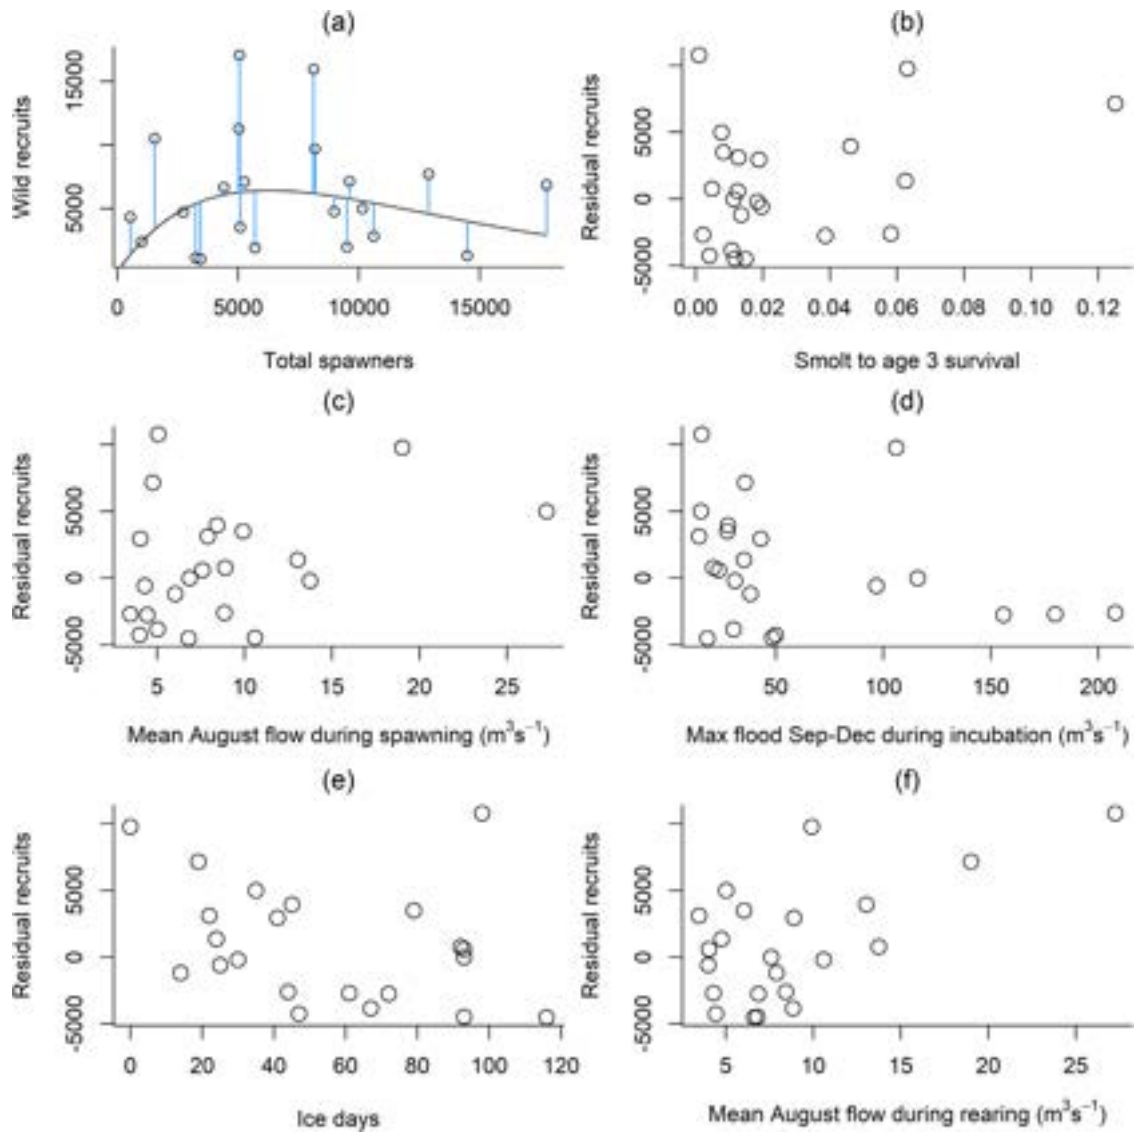 (a)
Wild recruits
5000
15000
0
5000
10000
15000
Total spawners
(b)
Residual recruits
-5000
0
5000
0.00
0.02
0.04
0.06
0.08
0.10
0.12
Smolt to age 3 survival
(c)
Residual recruits
-5000
0
5000
5
10
15
20
25
Mean August flow during spawning (m³s⁻¹)
(d)
Residual recruits
-5000
0
5000
50
100
150
200
Max flood Sep-Dec during incubation (m³s⁻¹)
(e)
Residual recruits
-5000
0
5000
0
20
40
60
80
100
120
Ice days
(f)
Residual recruits
-5000
0
5000
5
10
15
20
25
Mean August flow during rearing (m³s⁻¹)